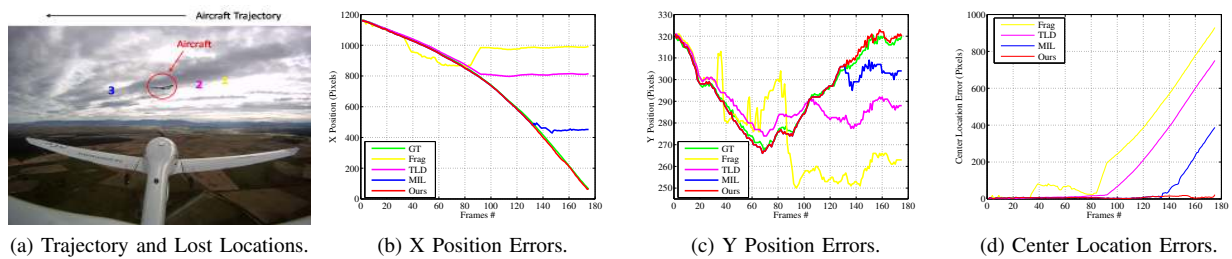 Aircraft Trajectory
Aircraft
3
2
2
(a) Trajectory and Lost Locations.
1200
1000
800
600
400
200
0
X Position (Pixels)
GT
Frag
TLD
MIL
Ours
0 20 40 60 80 100 120 140 160 180
Frames #
(b) X Position Errors.
320
310
300
290
280
270
260
250
Y Position (Pixels)
GT
Frag
TLD
MIL
Ours
0 20 40 60 80 100 120 140 160 180
Frames #
(c) Y Position Errors.
1000
800
600
400
200
0
Center Location Error (Pixels)
Frag
TLD
MIL
Ours
0 20 40 60 80 100 120 140 160 180
Frames #
(d) Center Location Errors.